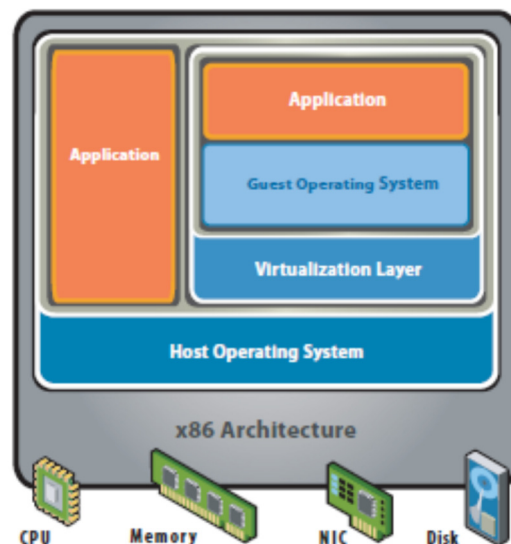 Application
Application
Guest Operating System
Virtualization Layer
Host Operating System
x86 Architecture
CPU
Memory
NIC
Disk